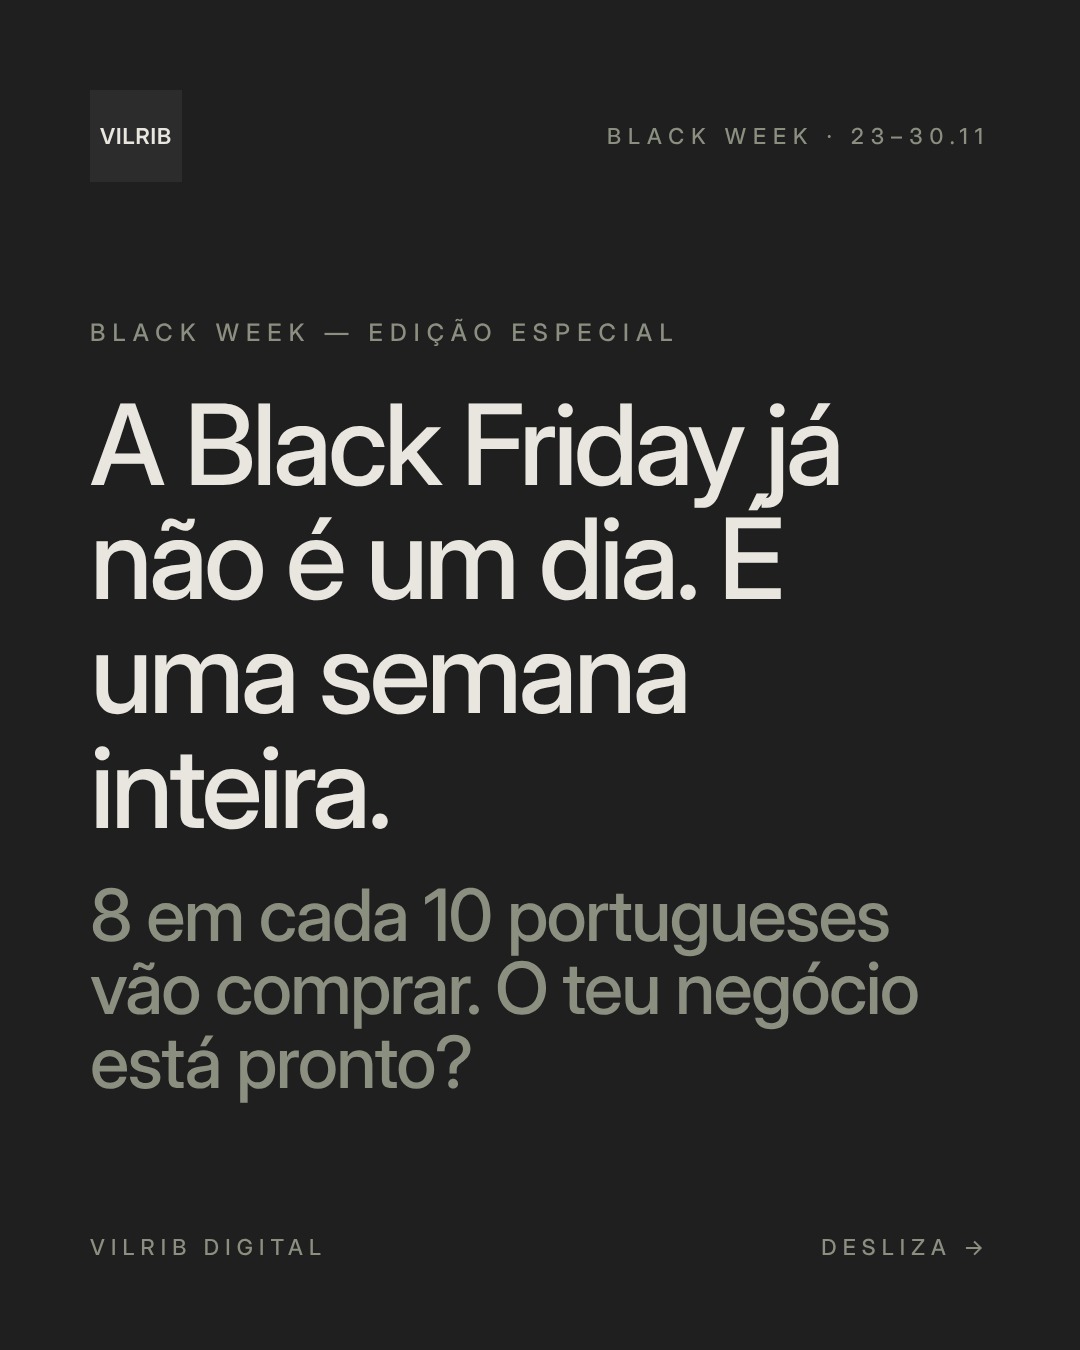 VILRIB
BLACK WEEK · 23–30.11
BLACK WEEK — EDIÇÃO ESPECIAL
A Black Friday já
não é um dia. É
uma semana
inteira.
8 em cada 10 portugueses
vão comprar. O teu negócio
está pronto?
VILRIB DIGITAL
DESLIZA →